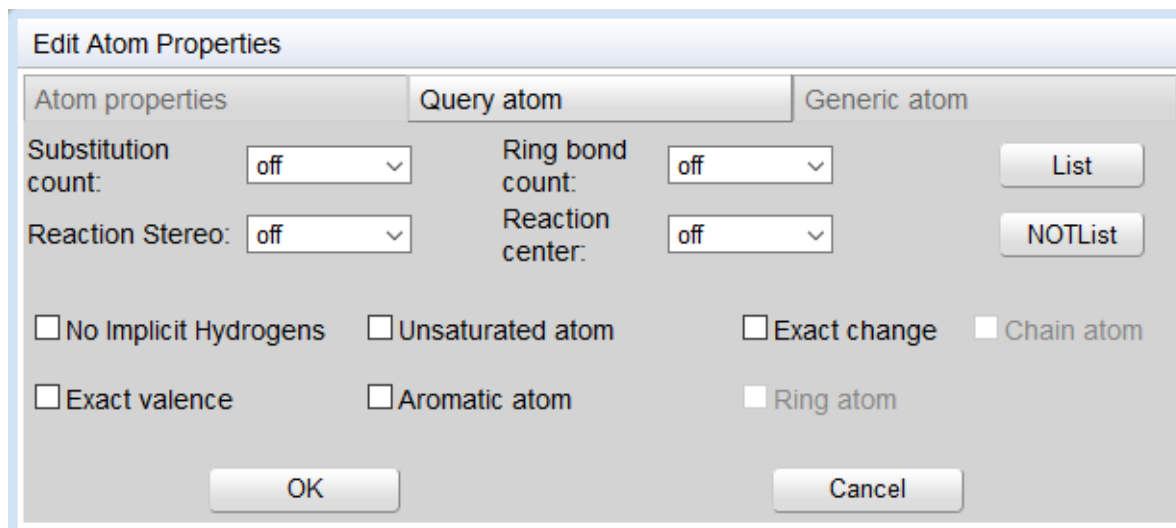 Edit Atom Properties
Atom properties Query atom Generic atom
Substitution count: off Ring bond count: off List
Reaction Stereo: off Reaction center: off NOTList
No Implicit Hydrogens Unsaturated atom Exact change Chain atom
Exact valence Aromatic atom Ring atom
OK Cancel